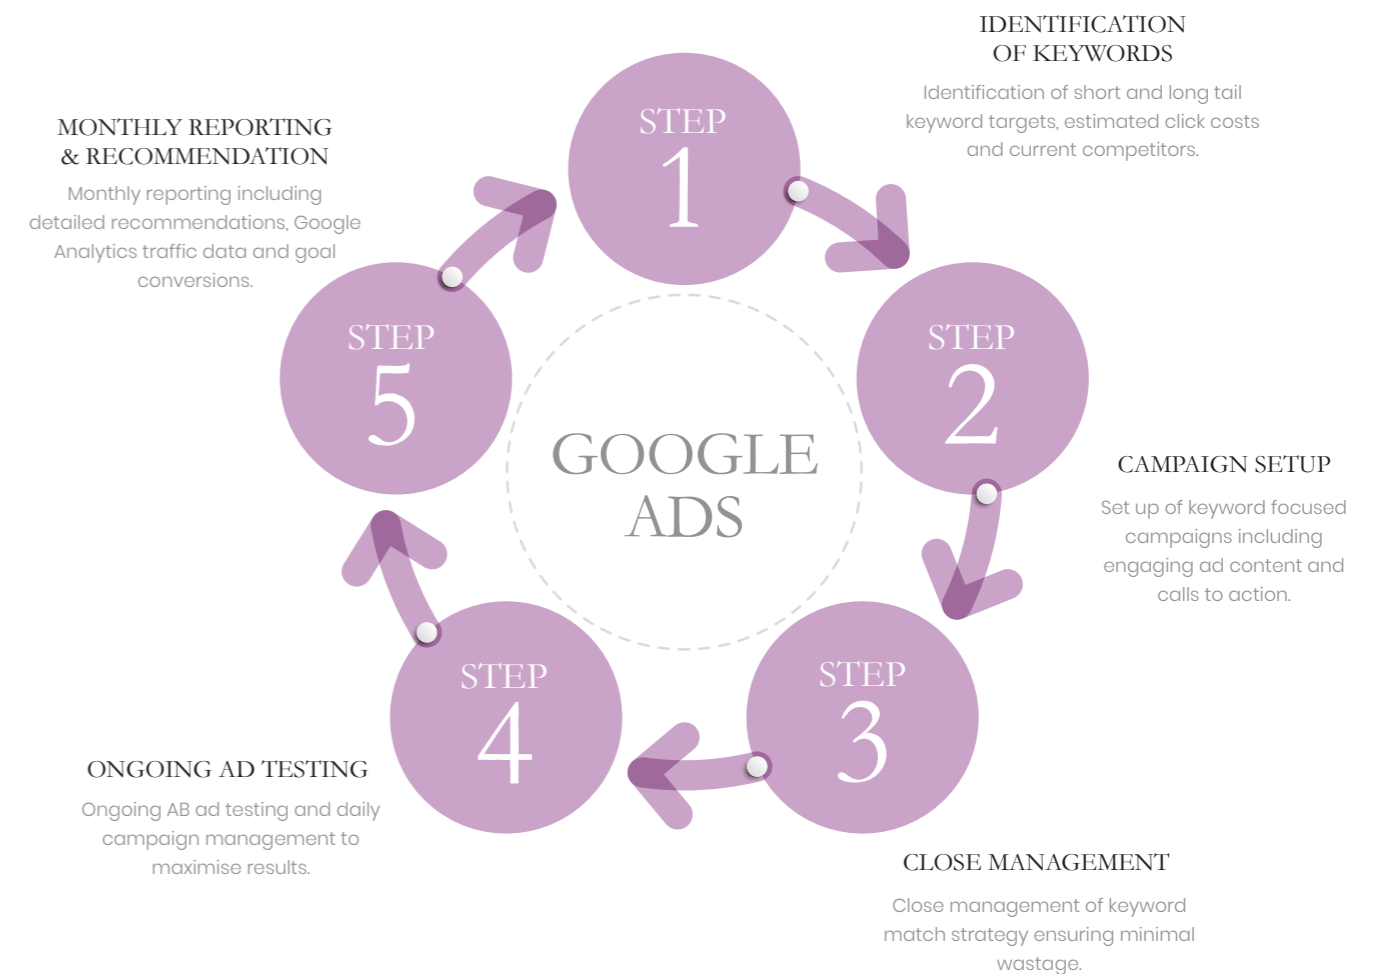 IDENTIFICATION
OF KEYWORDS
Identification of short and long tail
keyword targets, estimated click costs
and current competitors.
STEP
1
MONTHLY REPORTING
& RECOMMENDATION
Monthly reporting including
detailed recommendations, Google
Analytics traffic data and goal
conversions.
STEP
5
STEP
2
GOOGLE
ADS
CAMPAIGN SETUP
Set up of keyword focused
campaigns including
engaging ad content and
calls to action.
STEP
4
STEP
3
ONGOING AD TESTING
Ongoing AB ad testing and daily
campaign management to
maximise results.
CLOSE MANAGEMENT
Close management of keyword
match strategy ensuring minimal
wastage.